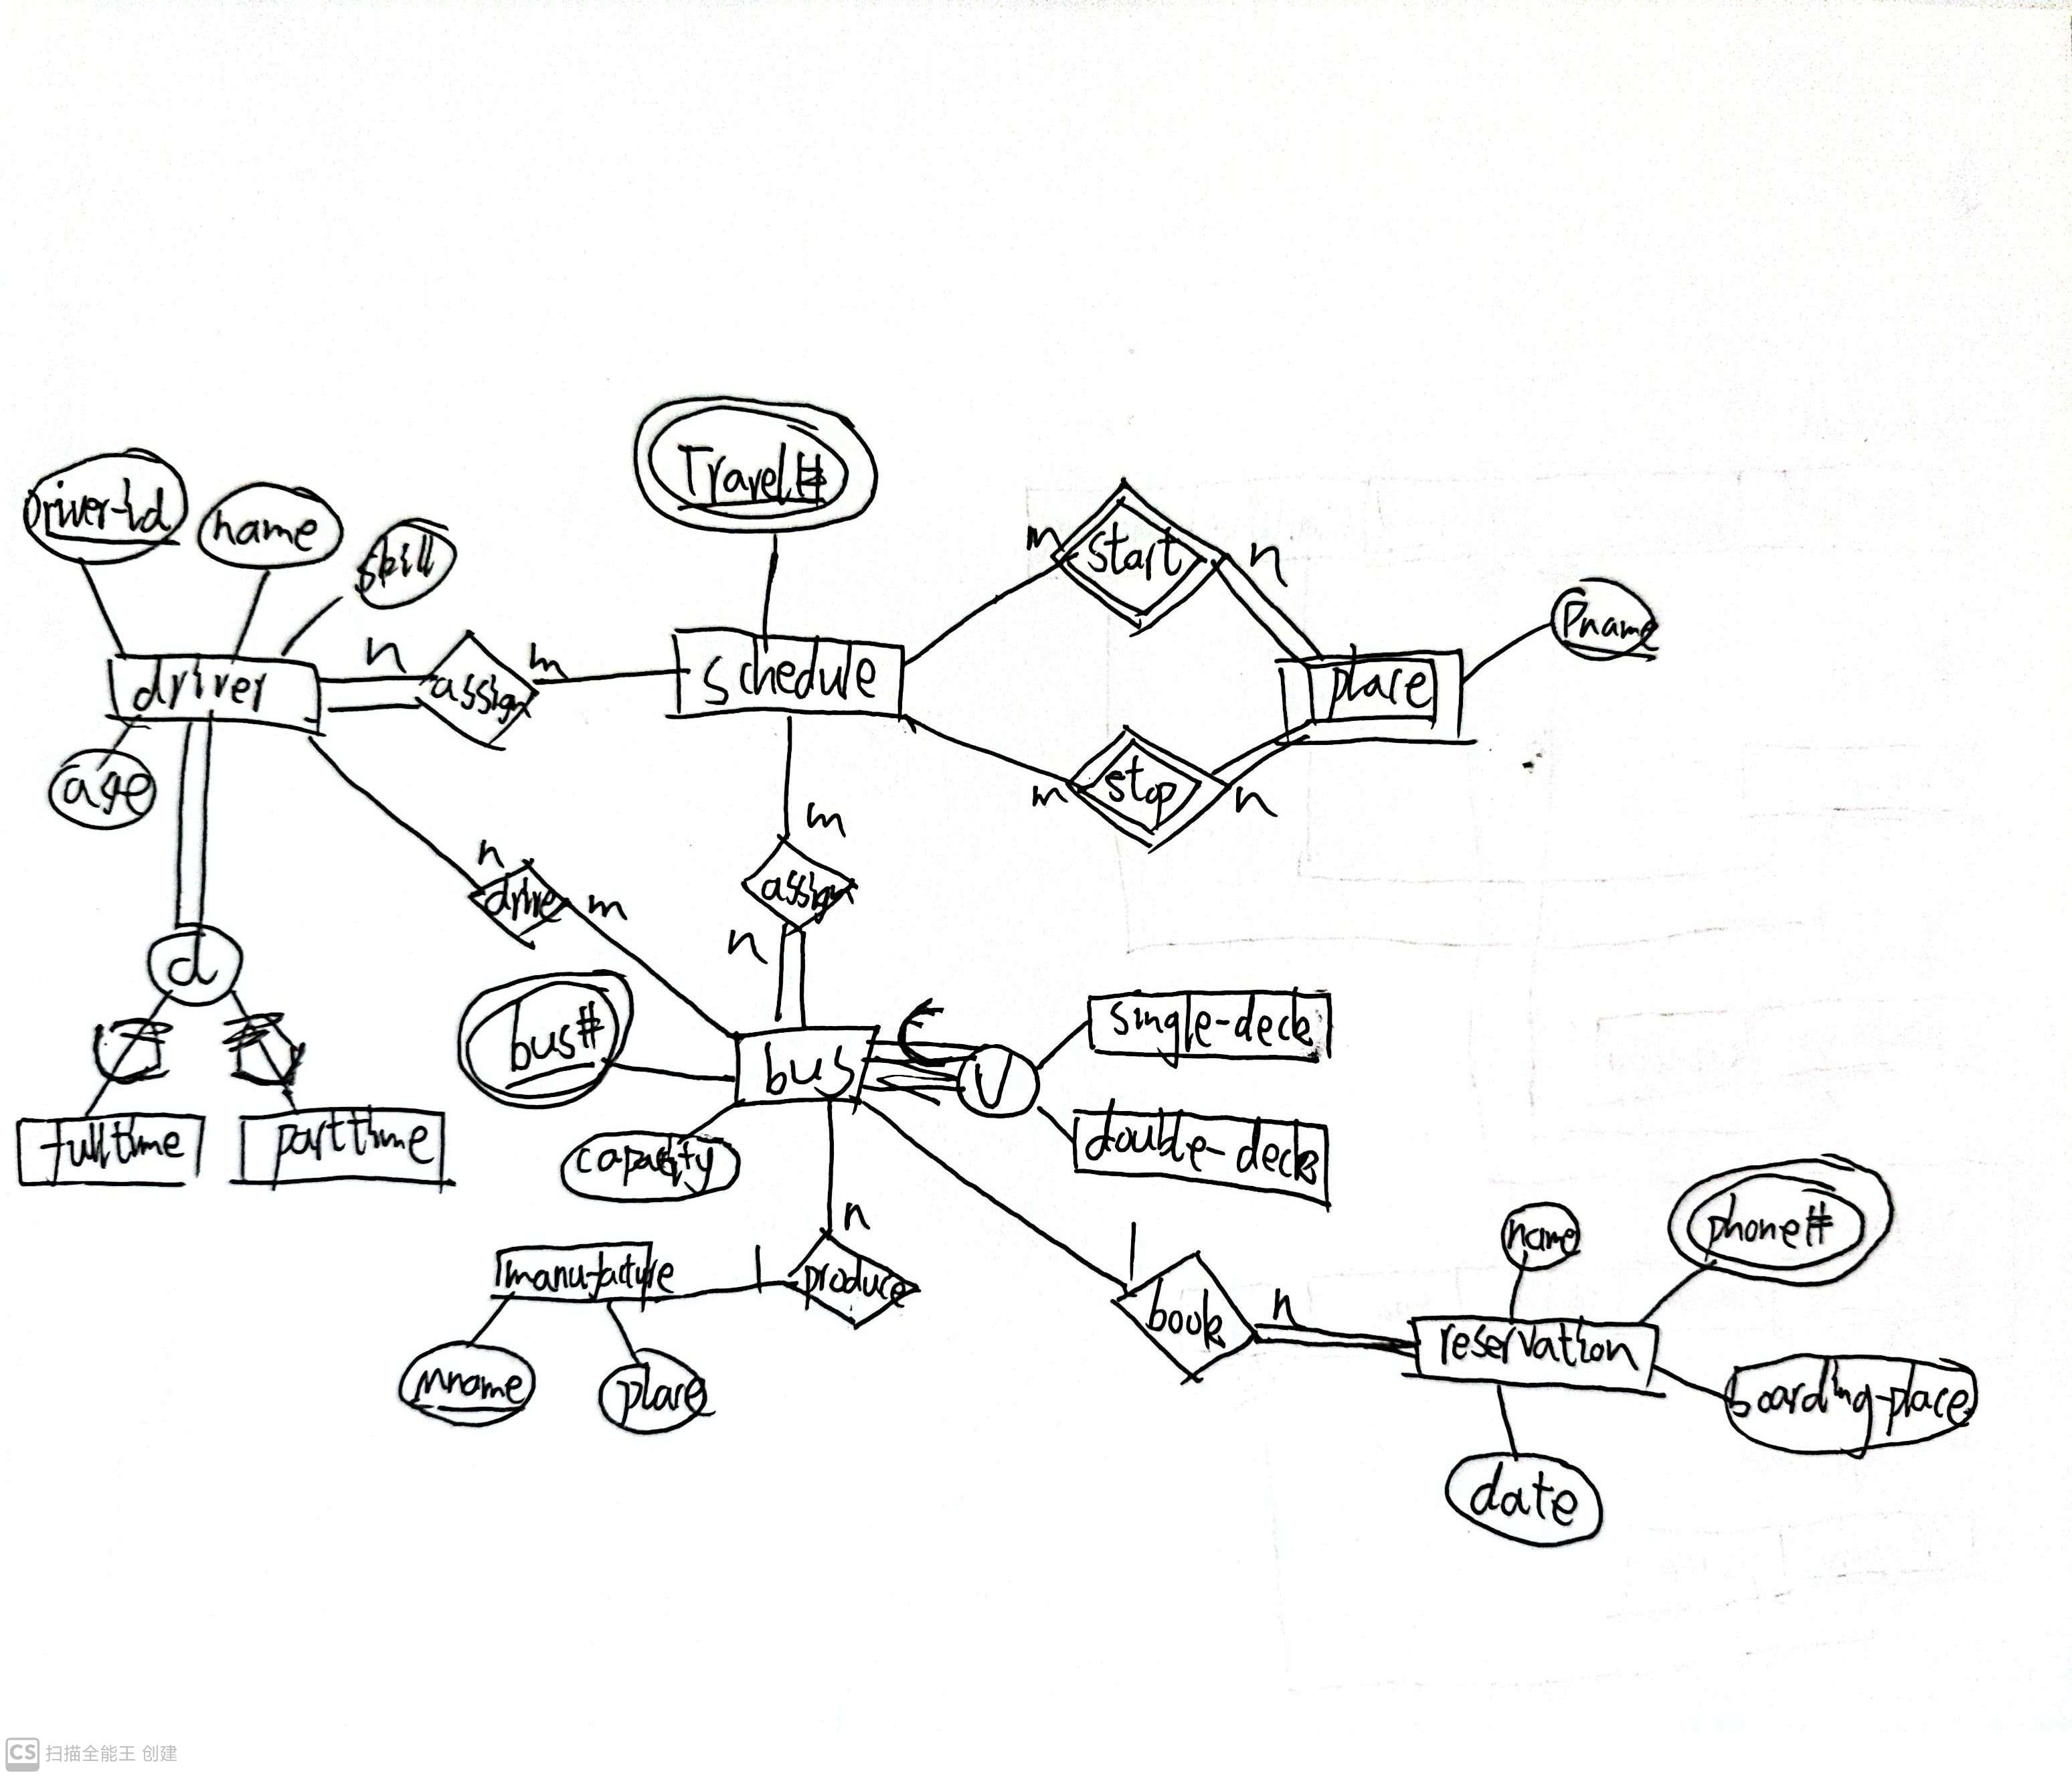 Travel#
Driver-id
name
skill
m
start
n
Pname
driver
n
assign
m
schedule
place
age
m
stop
n
m
n
drive
m
assign
n
d
bus#
bus
U
single-deck
double-deck
fulltime
parttime
capacity
n
manufacture
1
produce
1
book
n
name
phone#
reservation
boarding-place
mname
place
date
CS 扫描全能王 创建